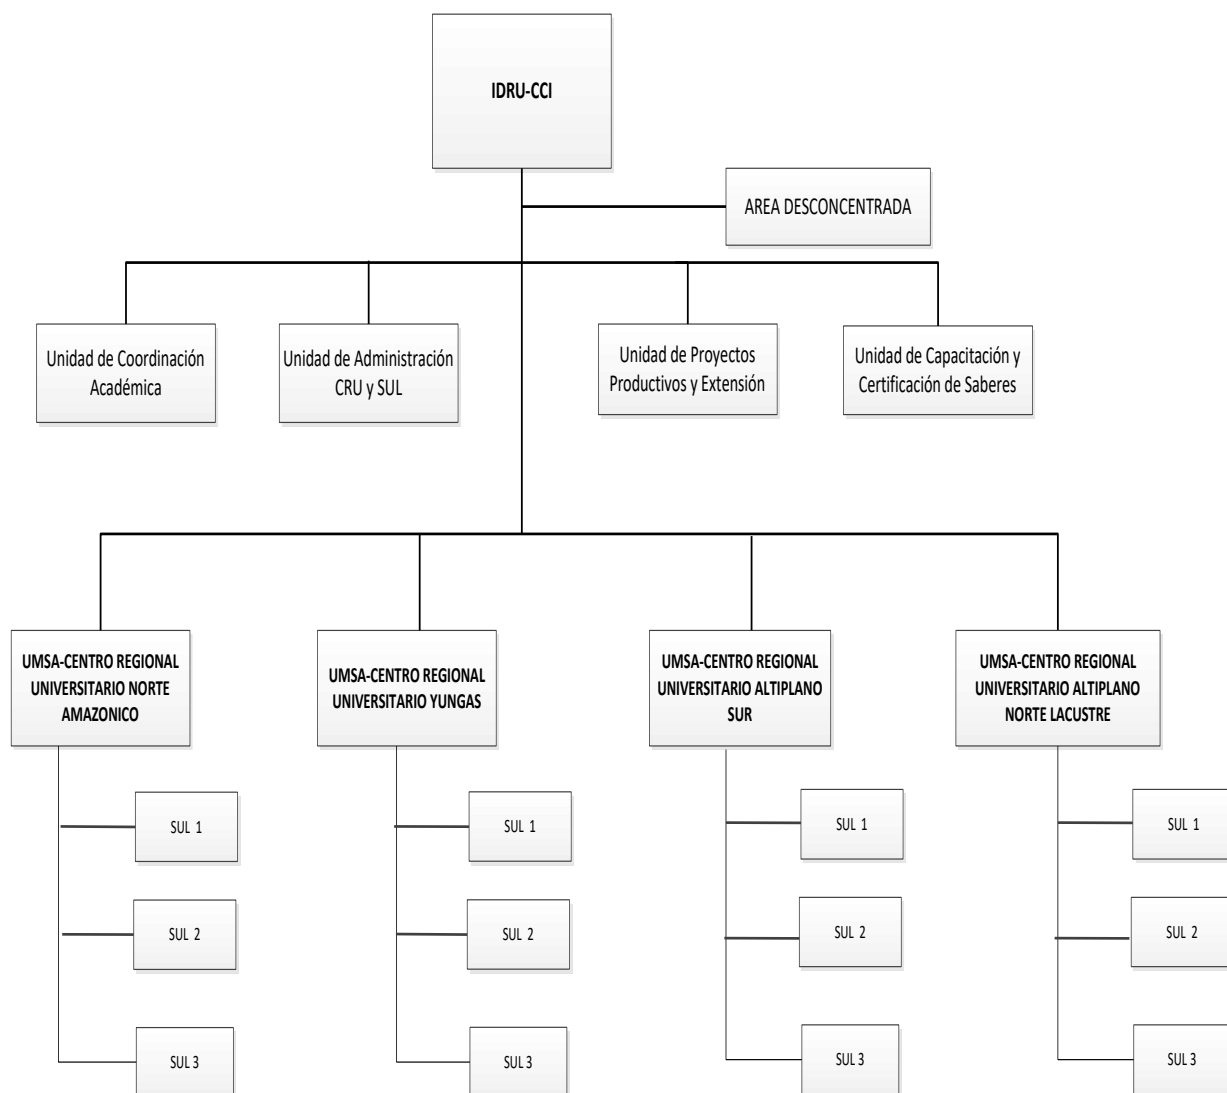 IDRU-CCI
AREA DESCONCENTRADA
Unidad de Coordinación
Académica
Unidad de Administración
CRU y SUL
Unidad de Proyectos
Productivos y Extensión
Unidad de Capacitación y
Certificación de Saberes
UMSA-CENTRO REGIONAL
UNIVERSITARIO NORTE
AMAZONICO
UMSA-CENTRO REGIONAL
UNIVERSITARIO YUNGAS
UMSA-CENTRO REGIONAL
UNIVERSITARIO ALTIPLANO
SUR
UMSA-CENTRO REGIONAL
UNIVERSITARIO ALTIPLANO
NORTE LACUSTRE
SUL 1
SUL 1
SUL 1
SUL 1
SUL 2
SUL 2
SUL 2
SUL 2
SUL 3
SUL 3
SUL 3
SUL 3